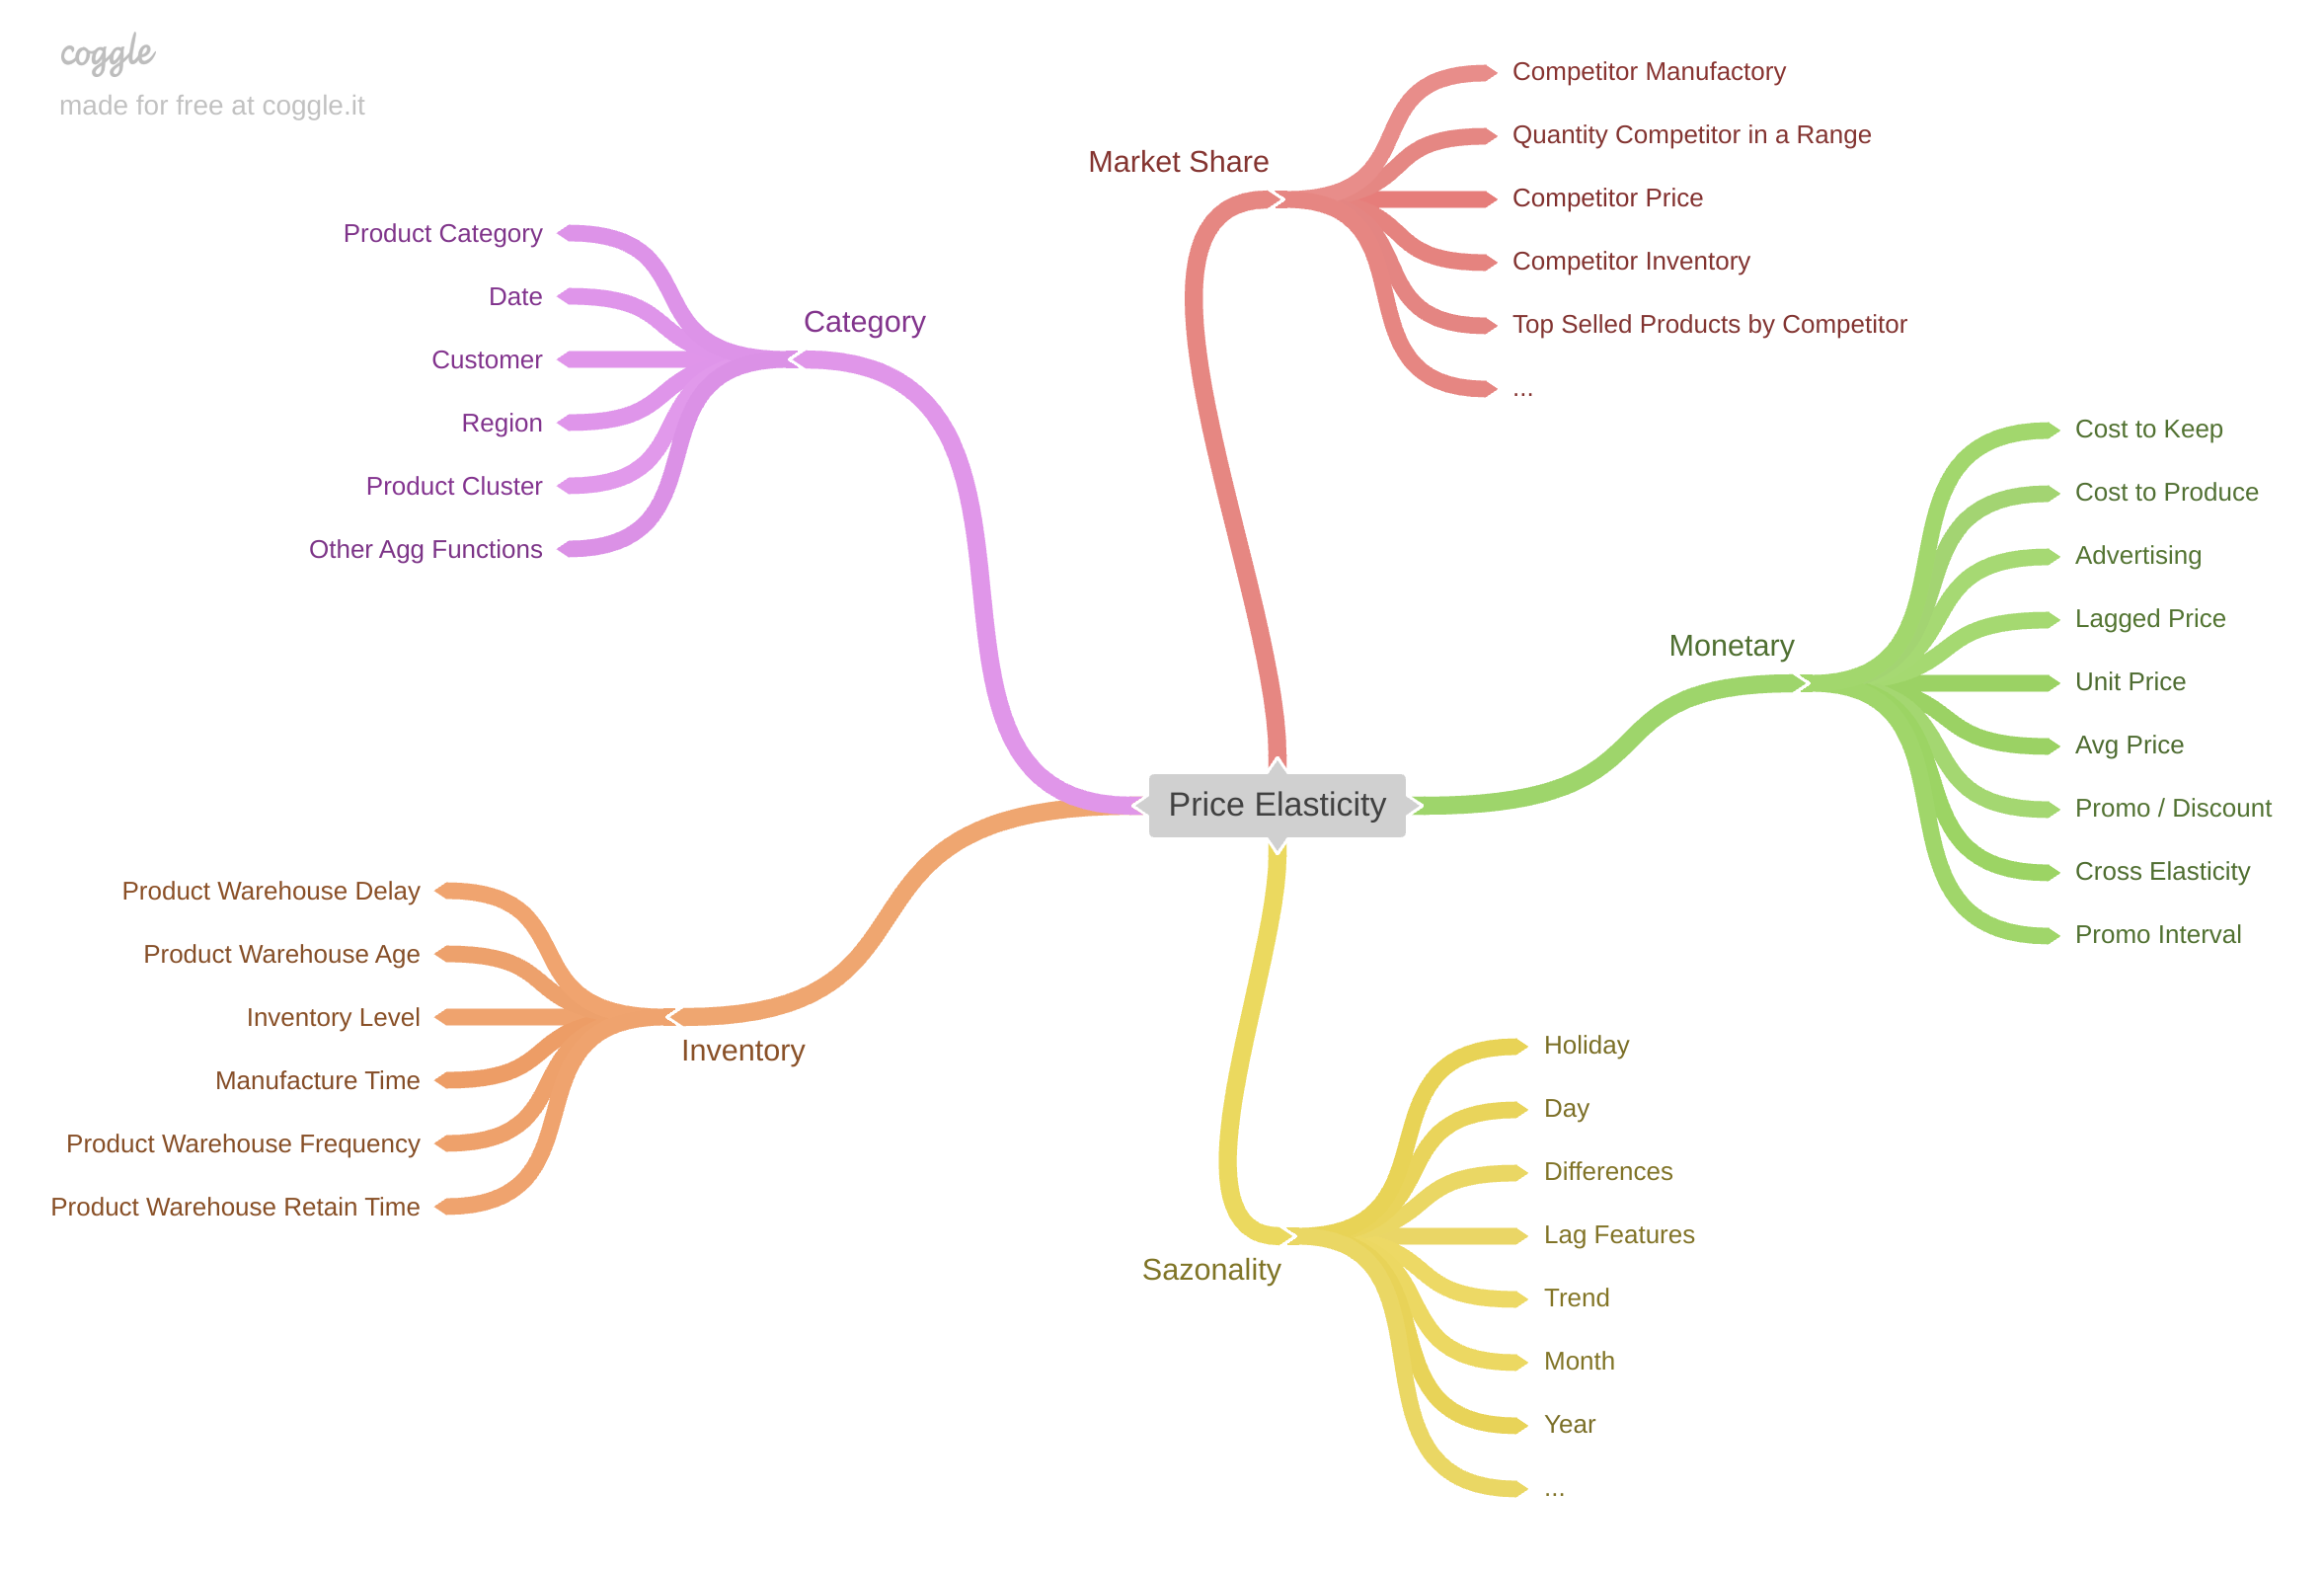 coggle
made for free at coggle.it
Market Share
Competitor Manufactory
Quantity Competitor in a Range
Competitor Price
Competitor Inventory
Top Selled Products by Competitor
...
Category
Product Category
Date
Customer
Region
Product Cluster
Other Agg Functions
Monetary
Cost to Keep
Cost to Produce
Advertising
Lagged Price
Unit Price
Avg Price
Promo / Discount
Cross Elasticity
Promo Interval
Price Elasticity
Inventory
Product Warehouse Delay
Product Warehouse Age
Inventory Level
Manufacture Time
Product Warehouse Frequency
Product Warehouse Retain Time
Sazonality
Holiday
Day
Differences
Lag Features
Trend
Month
Year
...